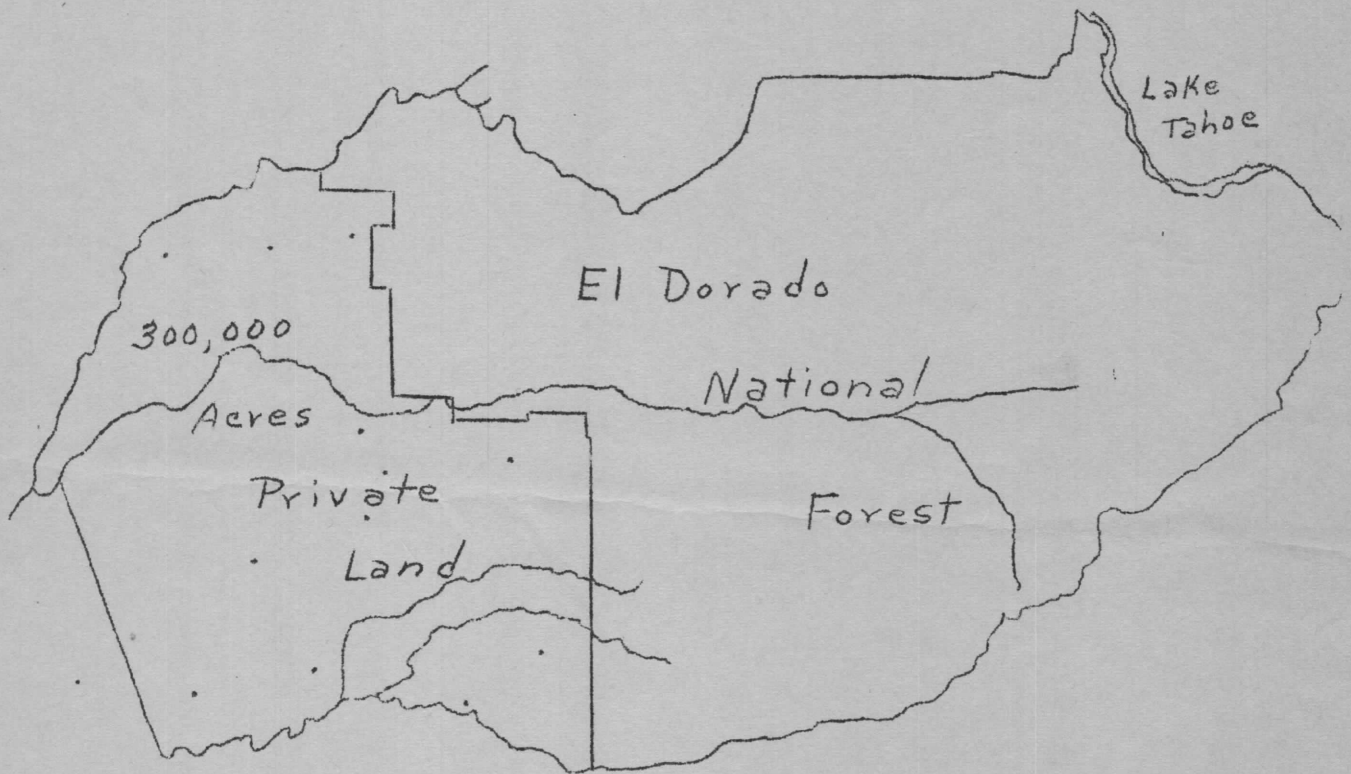 Lake
Tahoe
El Dorado
National
Forest
300,000
Acres
Private
Land